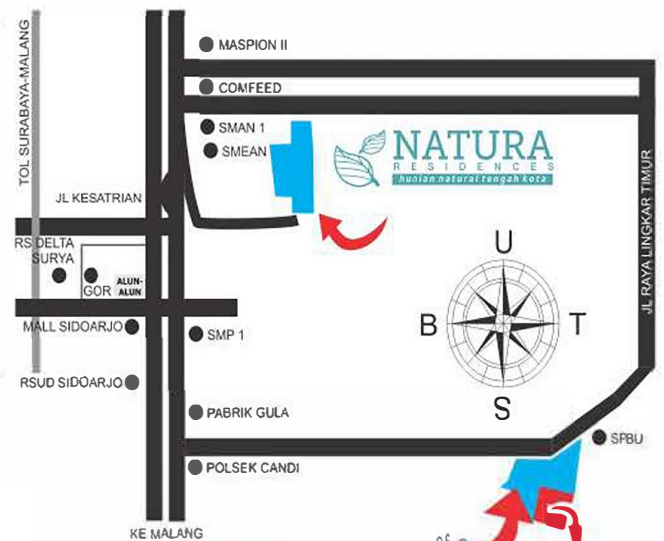 TOL SURABAYA-MALANG
MASPION II
COMFEED
SMAN 1
SMEAN
NATURA
RESIDENCES
hunian natural tengah kota
JL KESATRIAN
JL RAYA LINGKAR TIMUR
RS DELTA
SURYA
GOR
ALUN-
ALUN
U
B
T
S
MALL SIDOARJO
SMP 1
RSUD SIDOARJO
PABRIK GULA
SPBU
POLSEK CANDI
KE MALANG